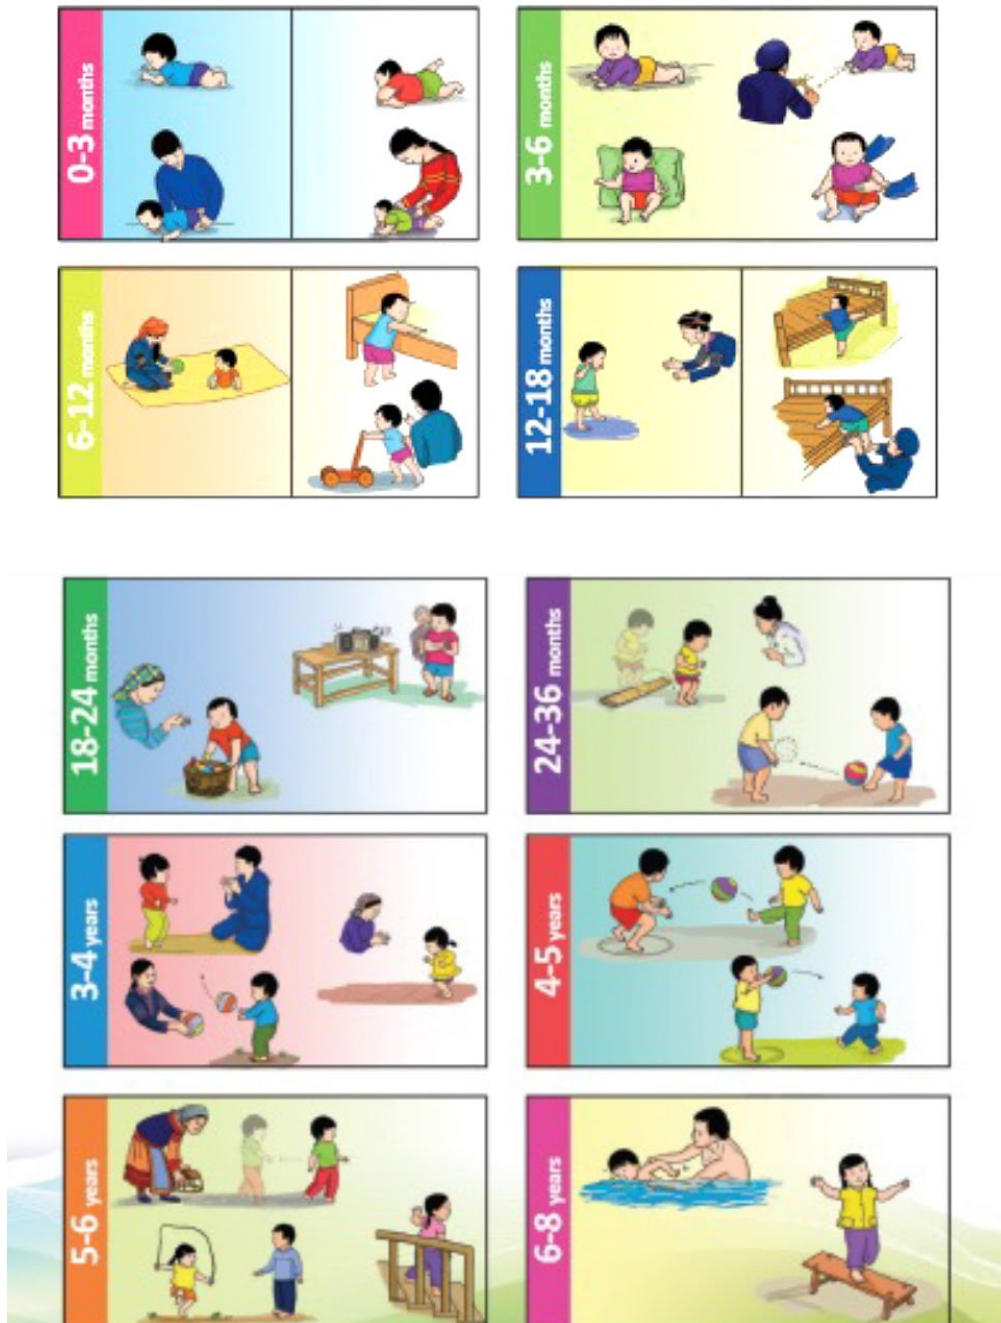 0-3 months
3-6 months
6-12 months
12-18 months
18-24 months
24-36 months
3-4 years
4-5 years
5-6 years
6-8 years